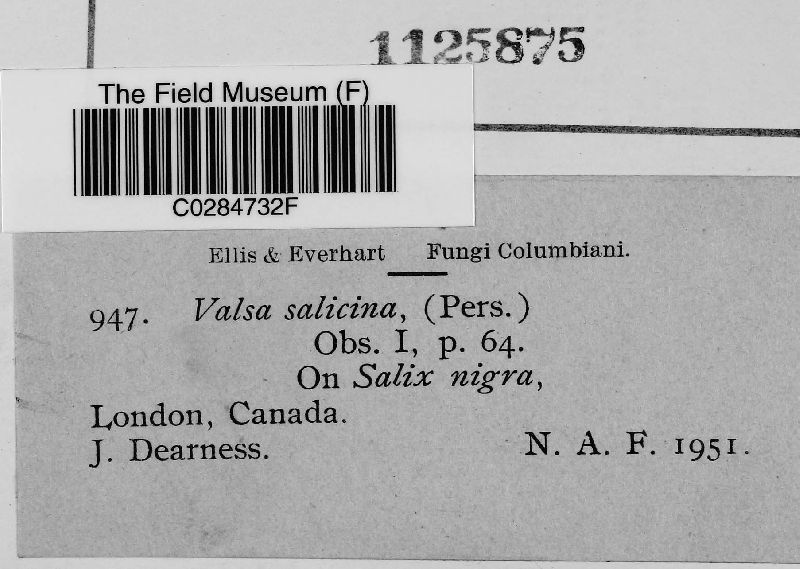 1125875
The Field Museum (F)
C0284732F
Ellis & Everhart Fungi Columbiani.
947. Valsa salicina, (Pers.)
Obs. I, p. 64.
On Salix nigra,
London, Canada.
J. Dearness. N. A. F. 1951.